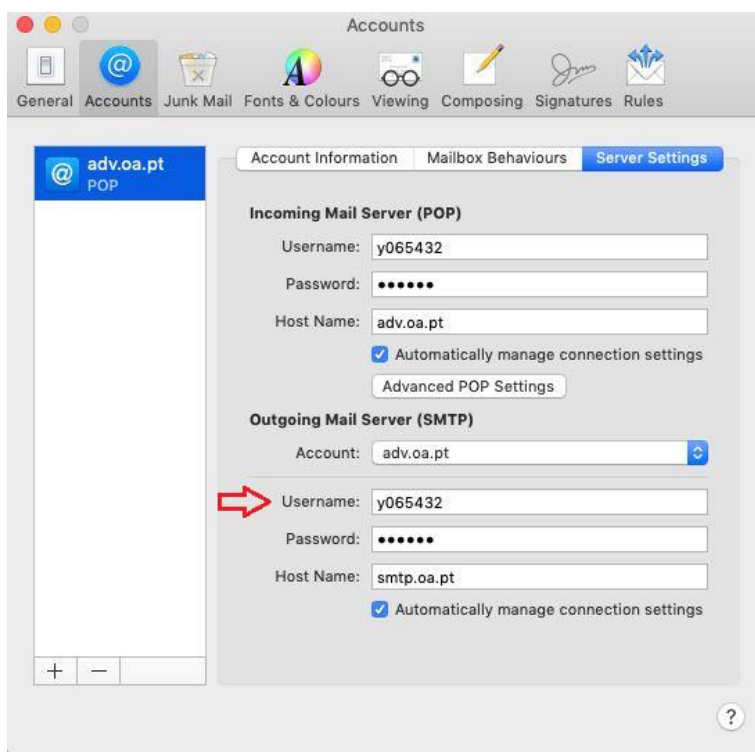 Accounts
General Accounts Junk Mail Fonts & Colours Viewing Composing Signatures Rules
adv.oa.pt
POP
Account Information Mailbox Behaviours Server Settings
Incoming Mail Server (POP)
Username: y065432
Password: ••••••
Host Name: adv.oa.pt
Automatically manage connection settings
Advanced POP Settings
Outgoing Mail Server (SMTP)
Account: adv.oa.pt
Username: y065432
Password: ••••••
Host Name: smtp.oa.pt
Automatically manage connection settings
+ −
?